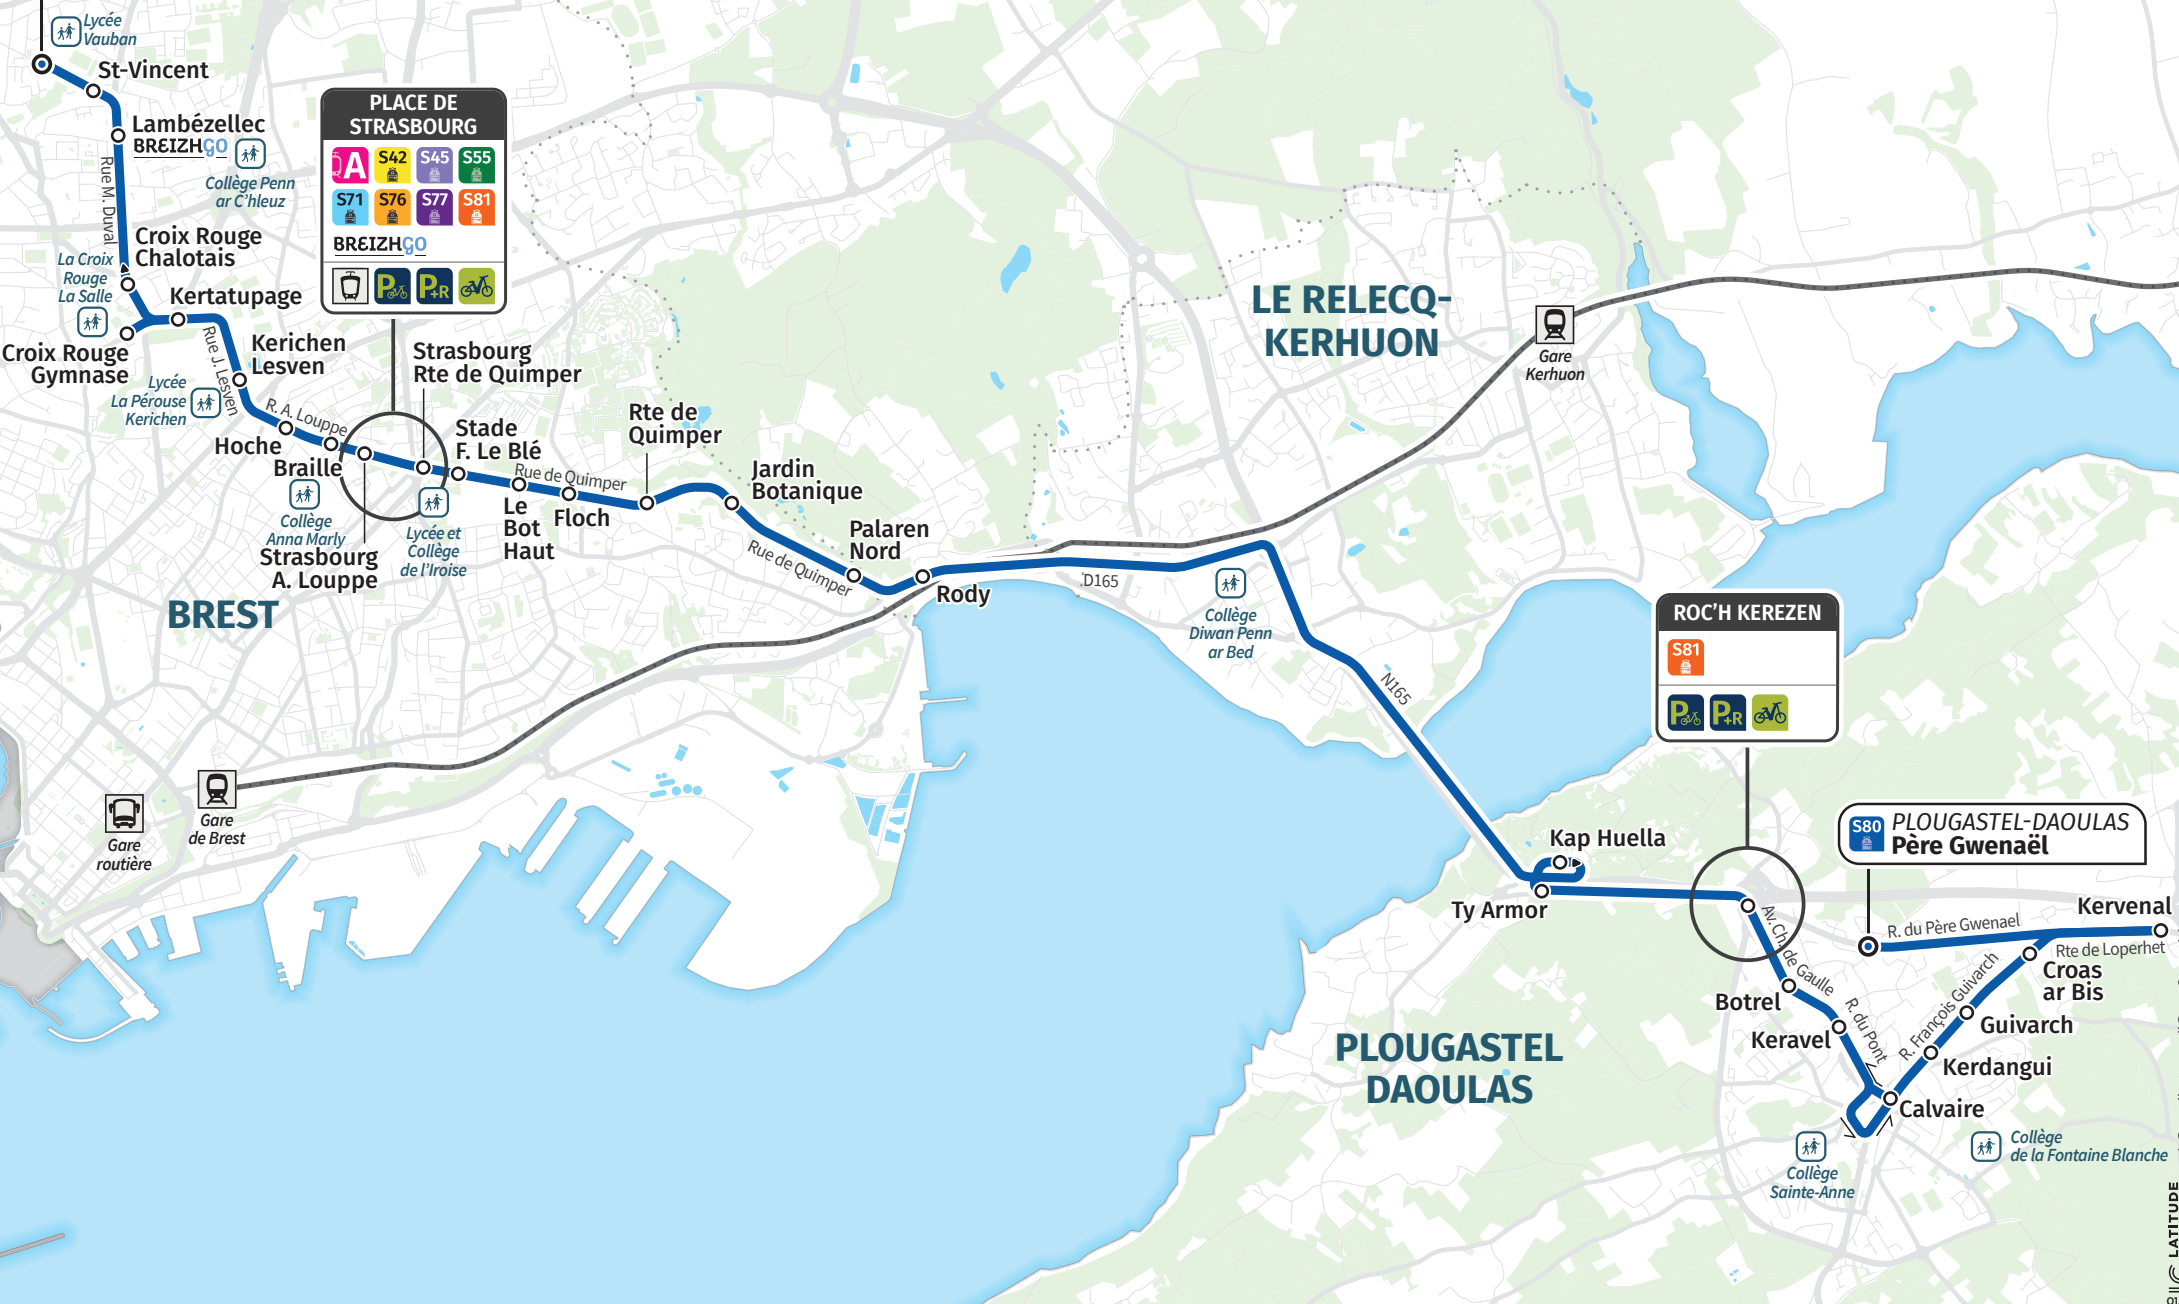 Lycée
Vauban
St-Vincent
Lambézellec
BREIZHGO
Collège Penn
ar C'hleuz
Rue M. Duval
Croix Rouge
Chalotais
La Croix
Rouge
La Salle
Kertatupage
Croix Rouge
Gymnase
Rue J. Lesven
Kerichen
Lesven
Lycée
La Pérouse
Kerichen
R. A. Louppe
Hoche
Braille
Collège
Anna Marly
Strasbourg
A. Louppe
PLACE DE
STRASBOURG
A S42 S45 S55
S71 S76 S77 S81
BREIZHGO
P P+R
Strasbourg
Rte de Quimper
Stade
F. Le Blé
Lycée et
Collège
de l'Iroise
Rue de Quimper
Le
Bot
Haut
Floch
Rte de
Quimper
Jardin
Botanique
Rue de Quimper
Palaren
Nord
Rody
BREST
Gare
de Brest
Gare
routière
LE RELECQ-
KERHUON
Gare
Kerhuon
D165
Collège
Diwan Penn
ar Bed
N165
ROC'H KEREZEN
S81
P P+R
Kap Huella
Ty Armor
S80 PLOUGASTEL-DAOULAS
Père Gwenaël
Av. Ch. de Gaulle
R. du Père Gwenael
Kervenal
Rte de Loperhet
Croas
ar Bis
Botrel
R. du Pont
R. François Guivarch
Guivarch
Keravel
Kerdangui
Calvaire
PLOUGASTEL
DAOULAS
Collège
Sainte-Anne
Collège
de la Fontaine Blanche
LATITUDE